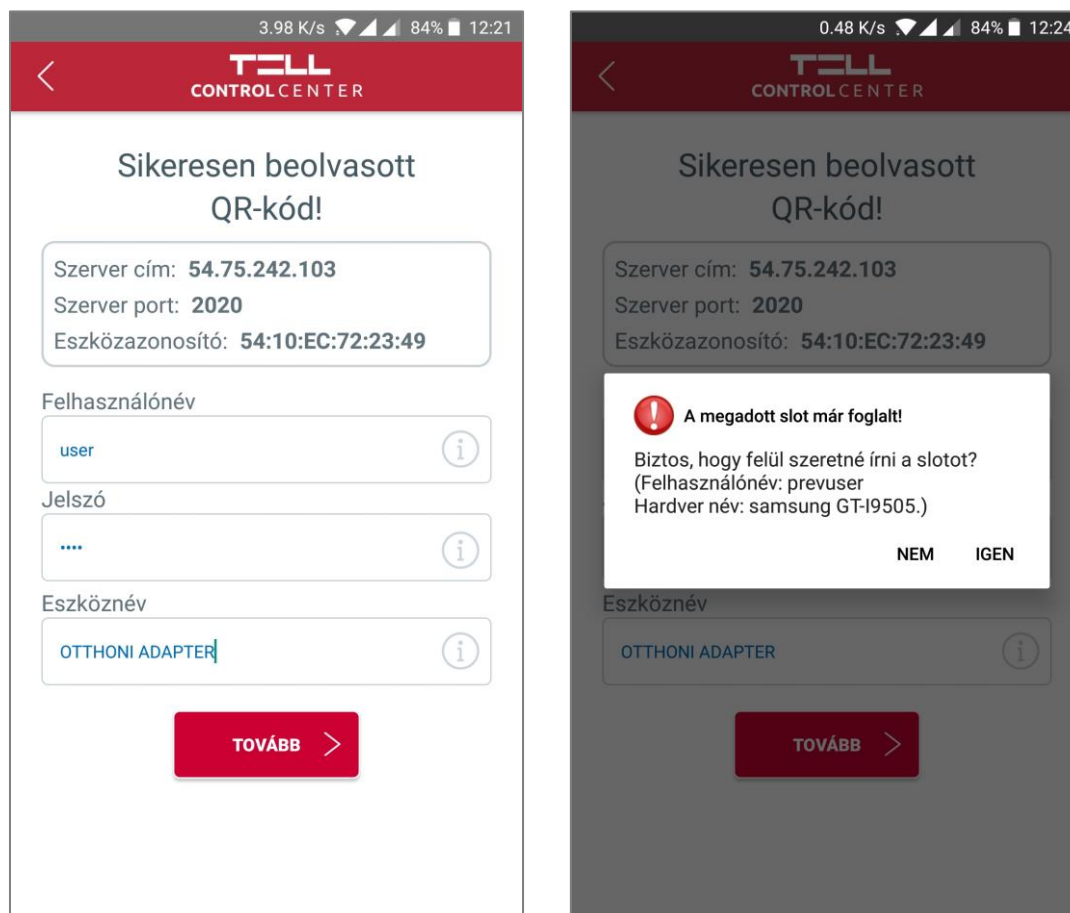 3.98 K/s 84% 12:21
TELL
CONTROLCENTER
Sikeresen beolvasott
QR-kód!
Szerver cím: 54.75.242.103
Szerver port: 2020
Eszközazonosító: 54:10:EC:72:23:49
Felhasználónév
user
Jelszó
••••
Eszköznév
OTTHONI ADAPTER
TOVÁBB
0.48 K/s 84% 12:24
TELL
CONTROLCENTER
Sikeresen beolvasott
QR-kód!
Szerver cím: 54.75.242.103
Szerver port: 2020
Eszközazonosító: 54:10:EC:72:23:49
A megadott slot már foglalt!
Biztos, hogy felül szeretné írni a slotot?
(Felhasználónév: prevuser
Hardver név: samsung GT-I9505.)
NEM IGEN
Eszköznév
OTTHONI ADAPTER
TOVÁBB